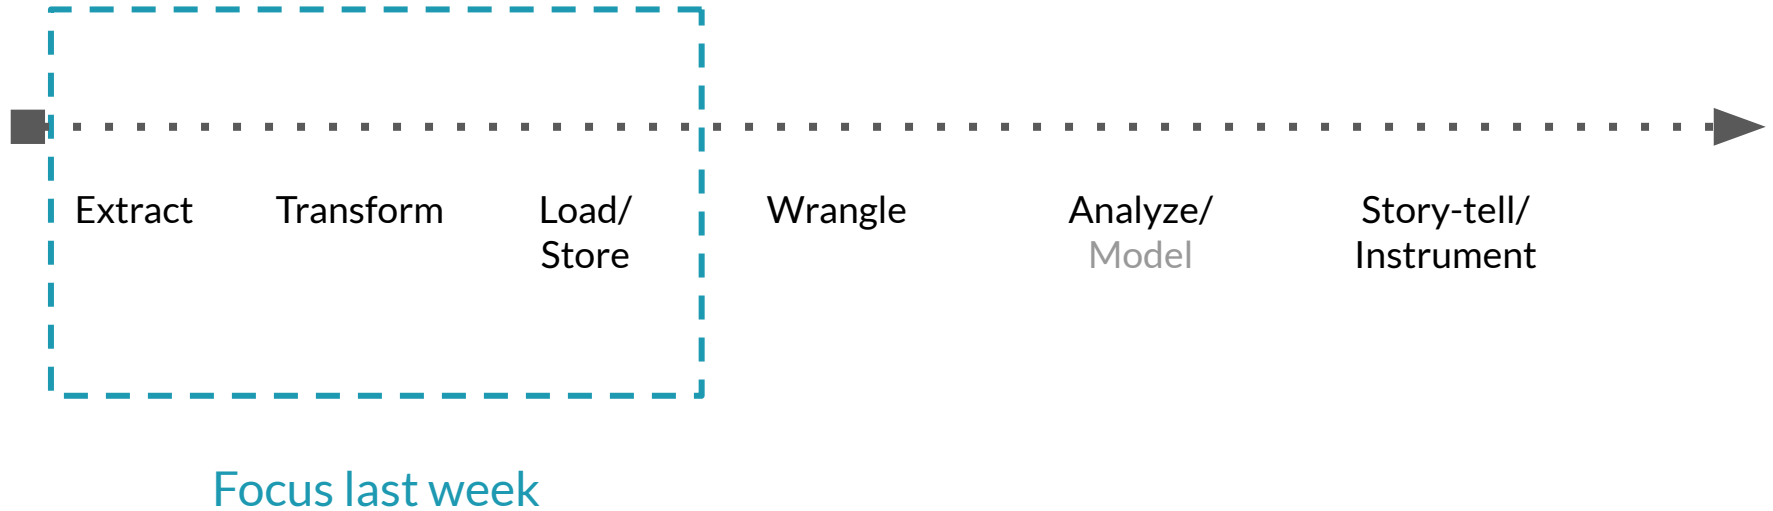 Extract
Transform
Load/
Store
Wrangle
Analyze/
Model
Story-tell/
Instrument
Focus last week